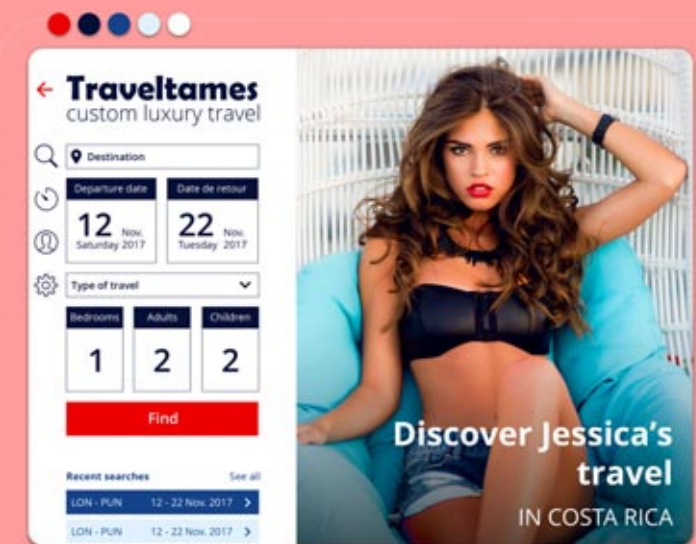 Traveltames
custom luxury travel
Destination
Departure date
Date de retour
12 Nov.
Saturday 2017
22 Nov.
Tuesday 2017
Type of travel
Bedrooms
Adults
Children
1
2
2
Find
Recent searches See all
LON - PUN 12 - 22 Nov. 2017
LON - PUN 12 - 22 Nov. 2017
Discover Jessica's
travel
IN COSTA RICA